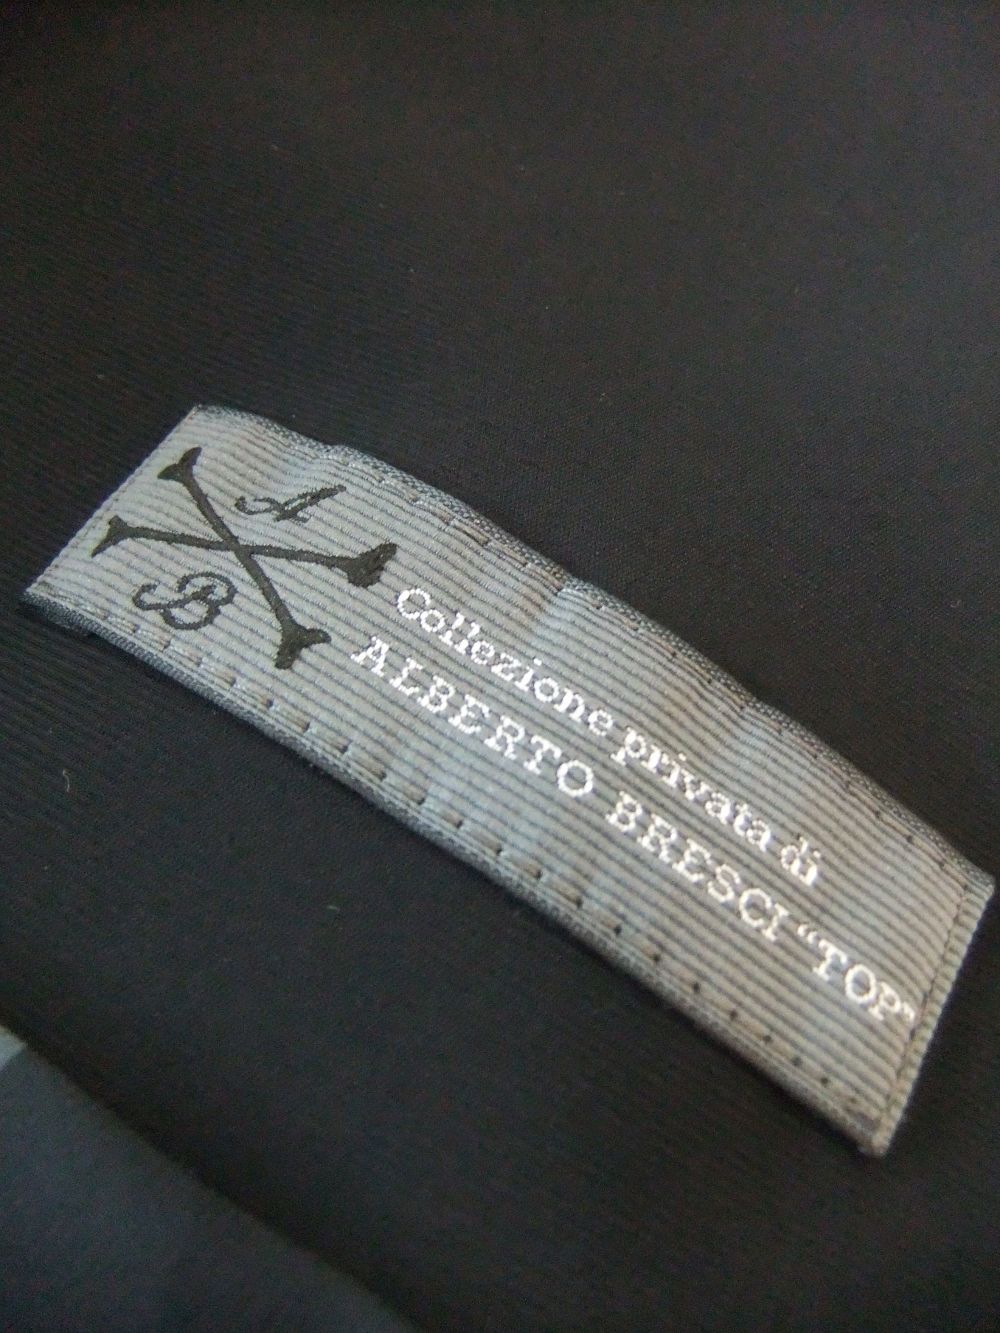 A
B
Collezione privata di
ALBERTO BRESCI "TOP"